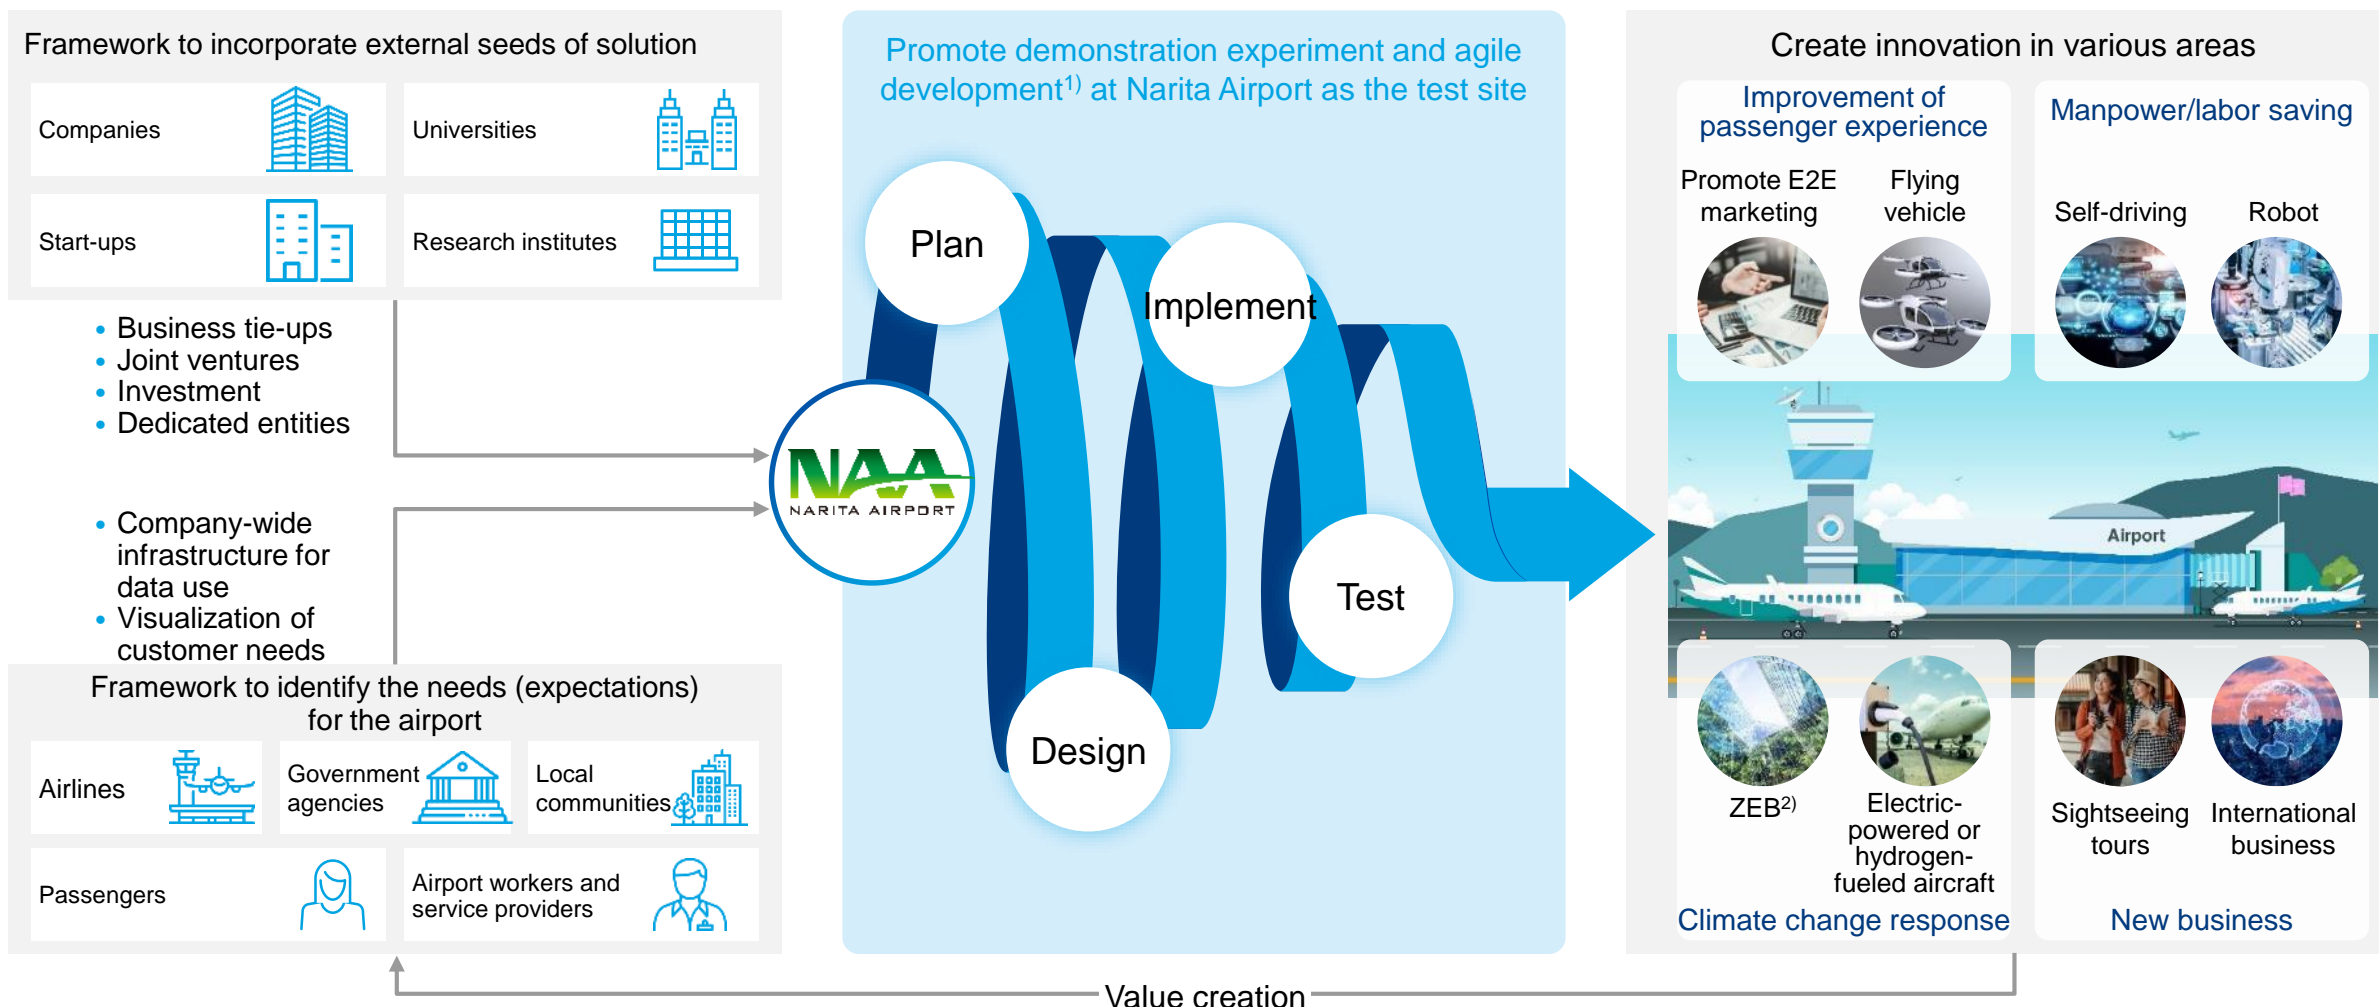 Framework to incorporate external seeds of solution
Companies
Universities
Start-ups
Research institutes
• Business tie-ups
• Joint ventures
• Investment
• Dedicated entities
• Company-wide
infrastructure for
data use
• Visualization of
customer needs
Framework to identify the needs (expectations)
for the airport
Airlines
Government
agencies
Local
communities
Passengers
Airport workers and
service providers
NAA
NARITA AIRPORT
Promote demonstration experiment and agile
development1) at Narita Airport as the test site
Plan
Implement
Test
Design
Create innovation in various areas
Improvement of
passenger experience
Promote E2E
marketing
Flying
vehicle
Manpower/labor saving
Self-driving
Robot
Airport
ZEB2)
Electric-
powered or
hydrogen-
fueled aircraft
Climate change response
Sightseeing
tours
International
business
New business
Value creation